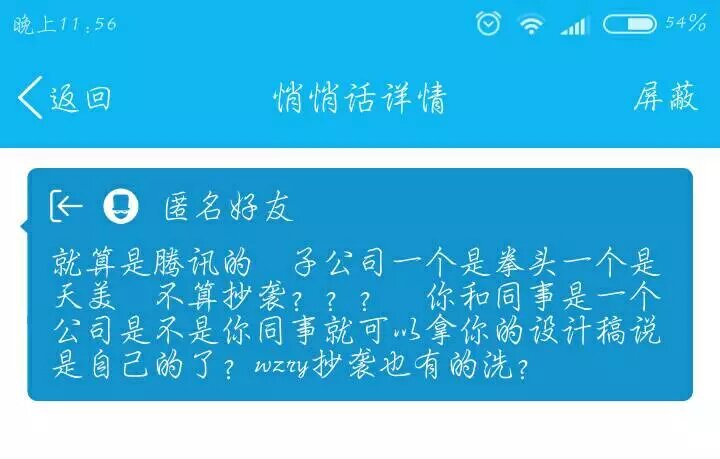 晚上11:56
54%
返回
悄悄话详情
屏蔽
匿名好友
就算是腾讯的 子公司一个是拳头一个是
天美 不算抄袭？？？ 你和同事是一个
公司是不是你同事就可以拿你的设计稿说
是自己的了？wzry抄袭也有的洗？